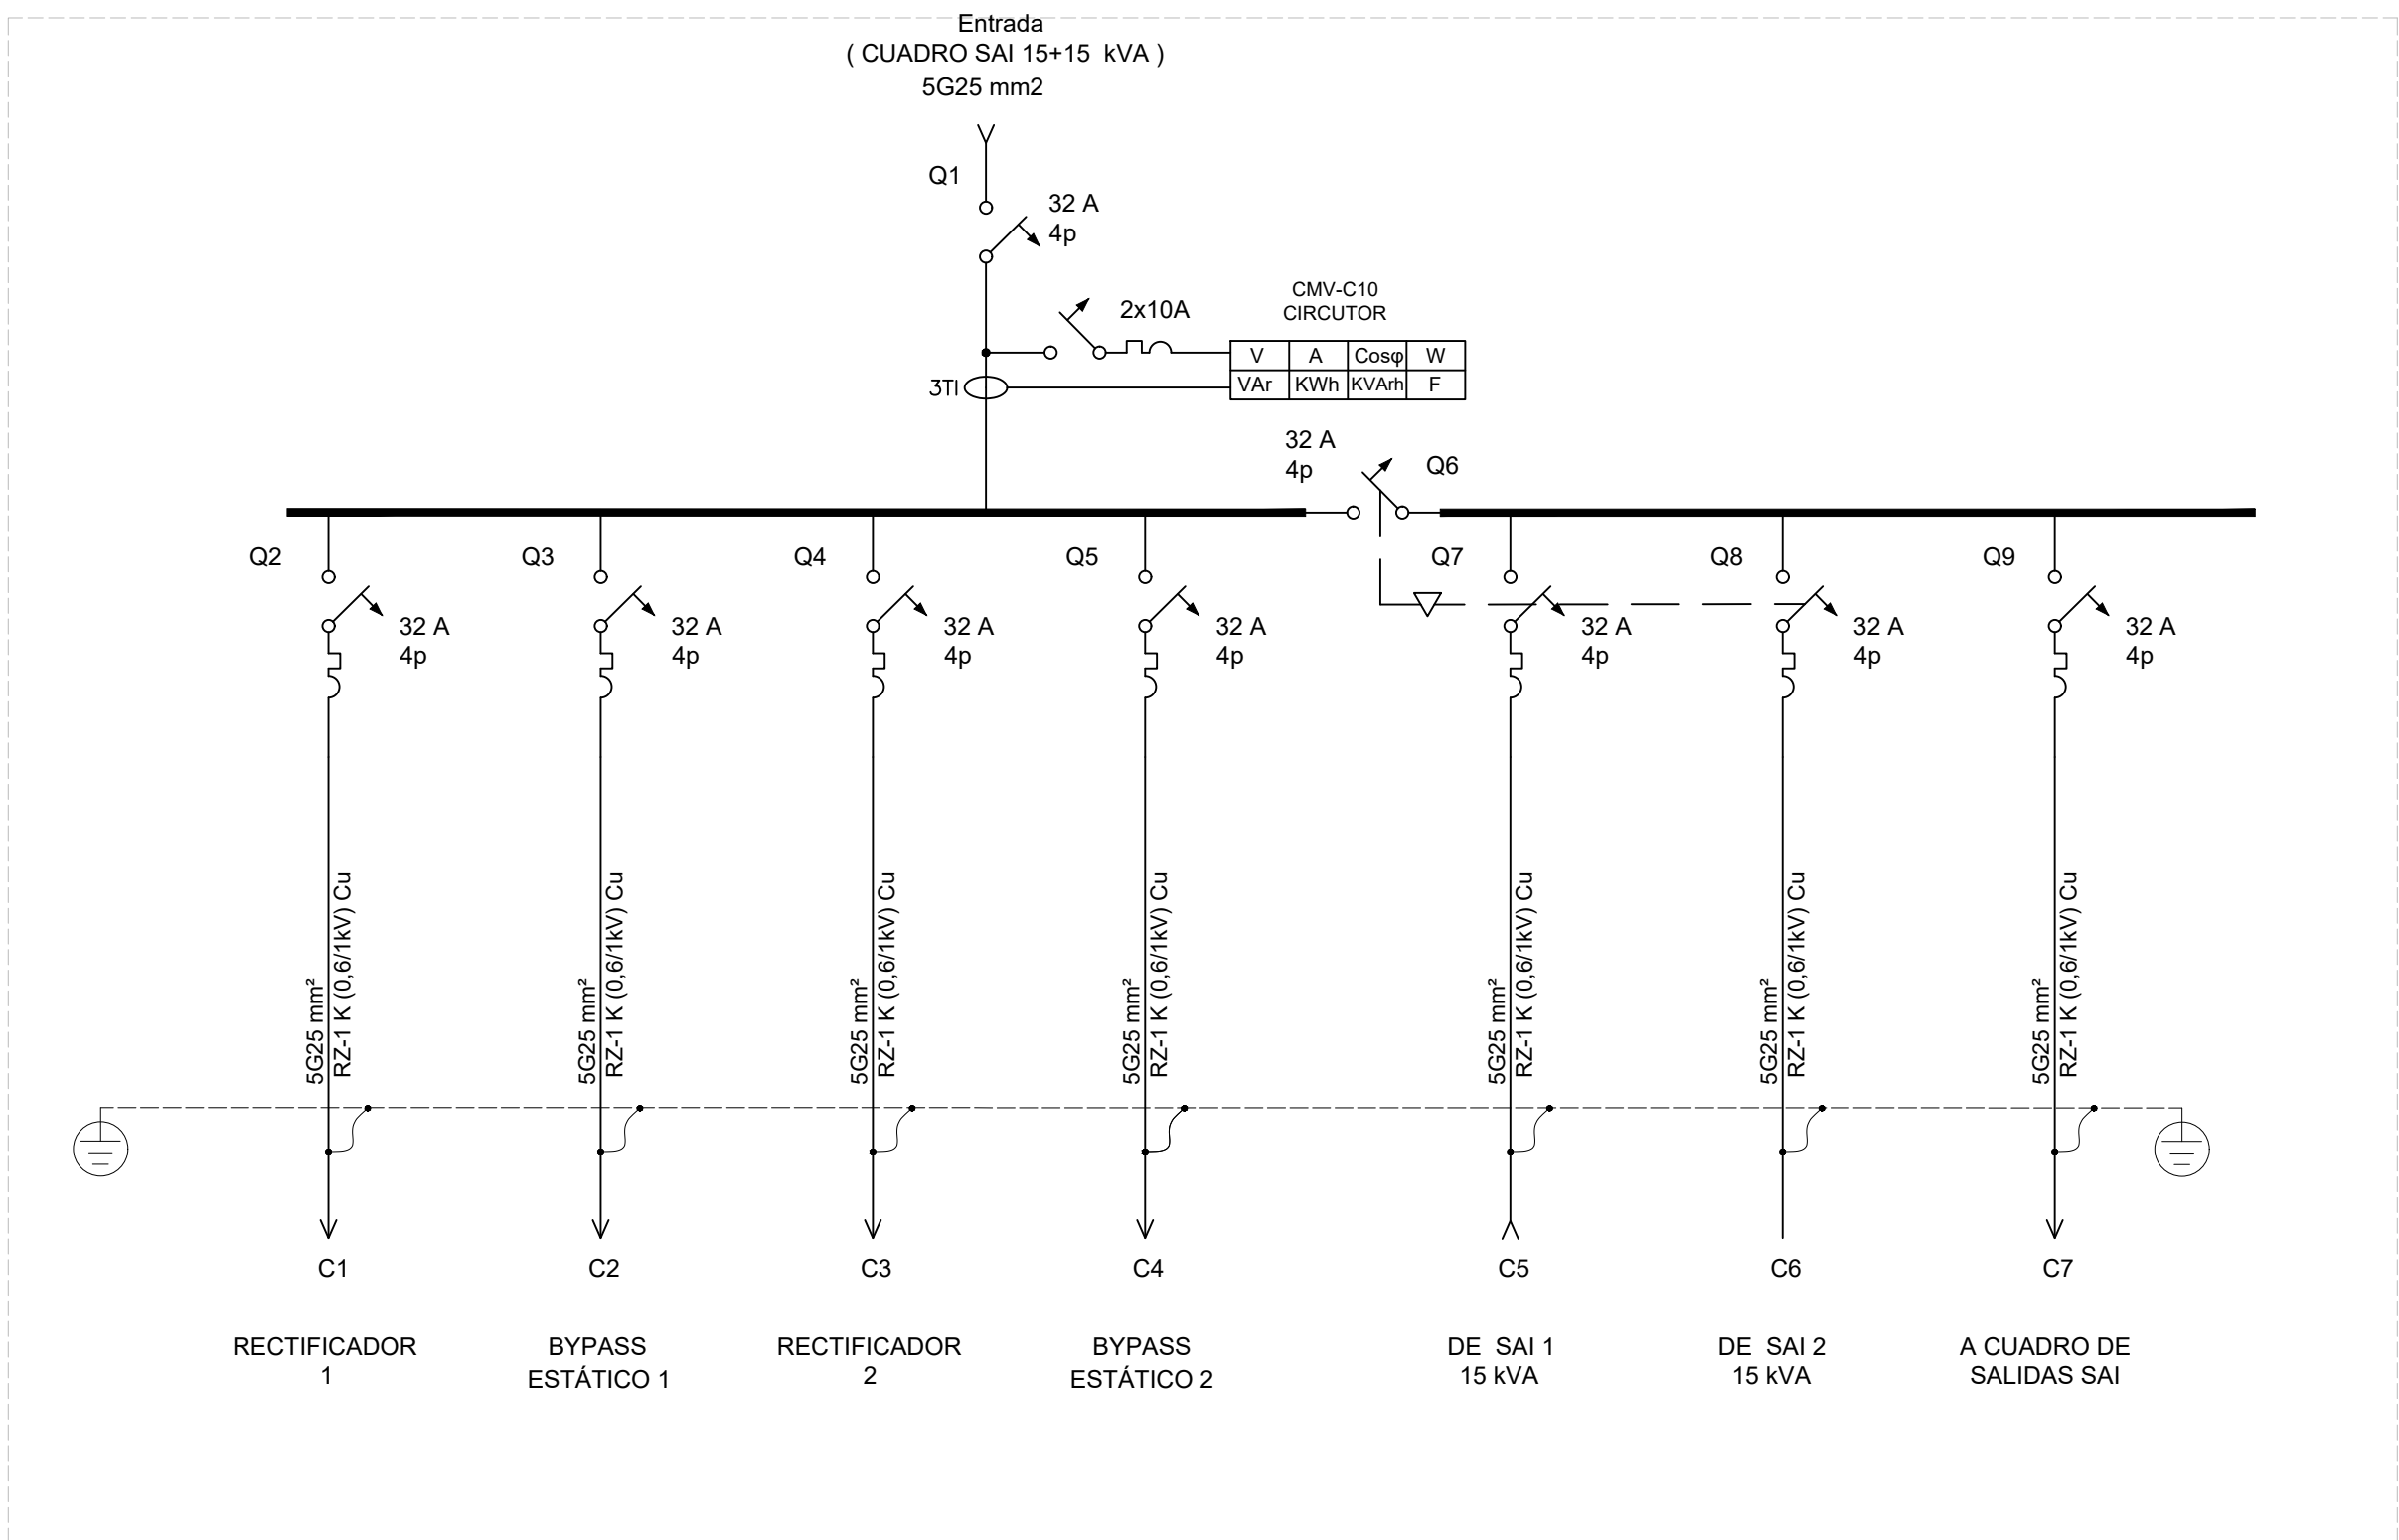 Entrada
( CUADRO SAI 15+15 kVA )
5G25 mm2
Q1
32 A
4p
2x10A
CMV-C10
CIRCUTOR
V A Cosφ W
VAr KWh KVArh F
3TI
32 A
4p
Q6
Q2
32 A
4p
Q3
32 A
4p
Q4
32 A
4p
Q5
32 A
4p
Q7
32 A
4p
Q8
32 A
4p
Q9
32 A
4p
5G25 mm²
RZ-1 K (0,6/1kV) Cu
5G25 mm²
RZ-1 K (0,6/1kV) Cu
5G25 mm²
RZ-1 K (0,6/1kV) Cu
5G25 mm²
RZ-1 K (0,6/1kV) Cu
5G25 mm²
RZ-1 K (0,6/1kV) Cu
5G25 mm²
RZ-1 K (0,6/1kV) Cu
5G25 mm²
RZ-1 K (0,6/1kV) Cu
C1
RECTIFICADOR
1
C2
BYPASS
ESTÁTICO 1
C3
RECTIFICADOR
2
C4
BYPASS
ESTÁTICO 2
C5
DE SAI 1
15 kVA
C6
DE SAI 2
15 kVA
C7
A CUADRO DE
SALIDAS SAI